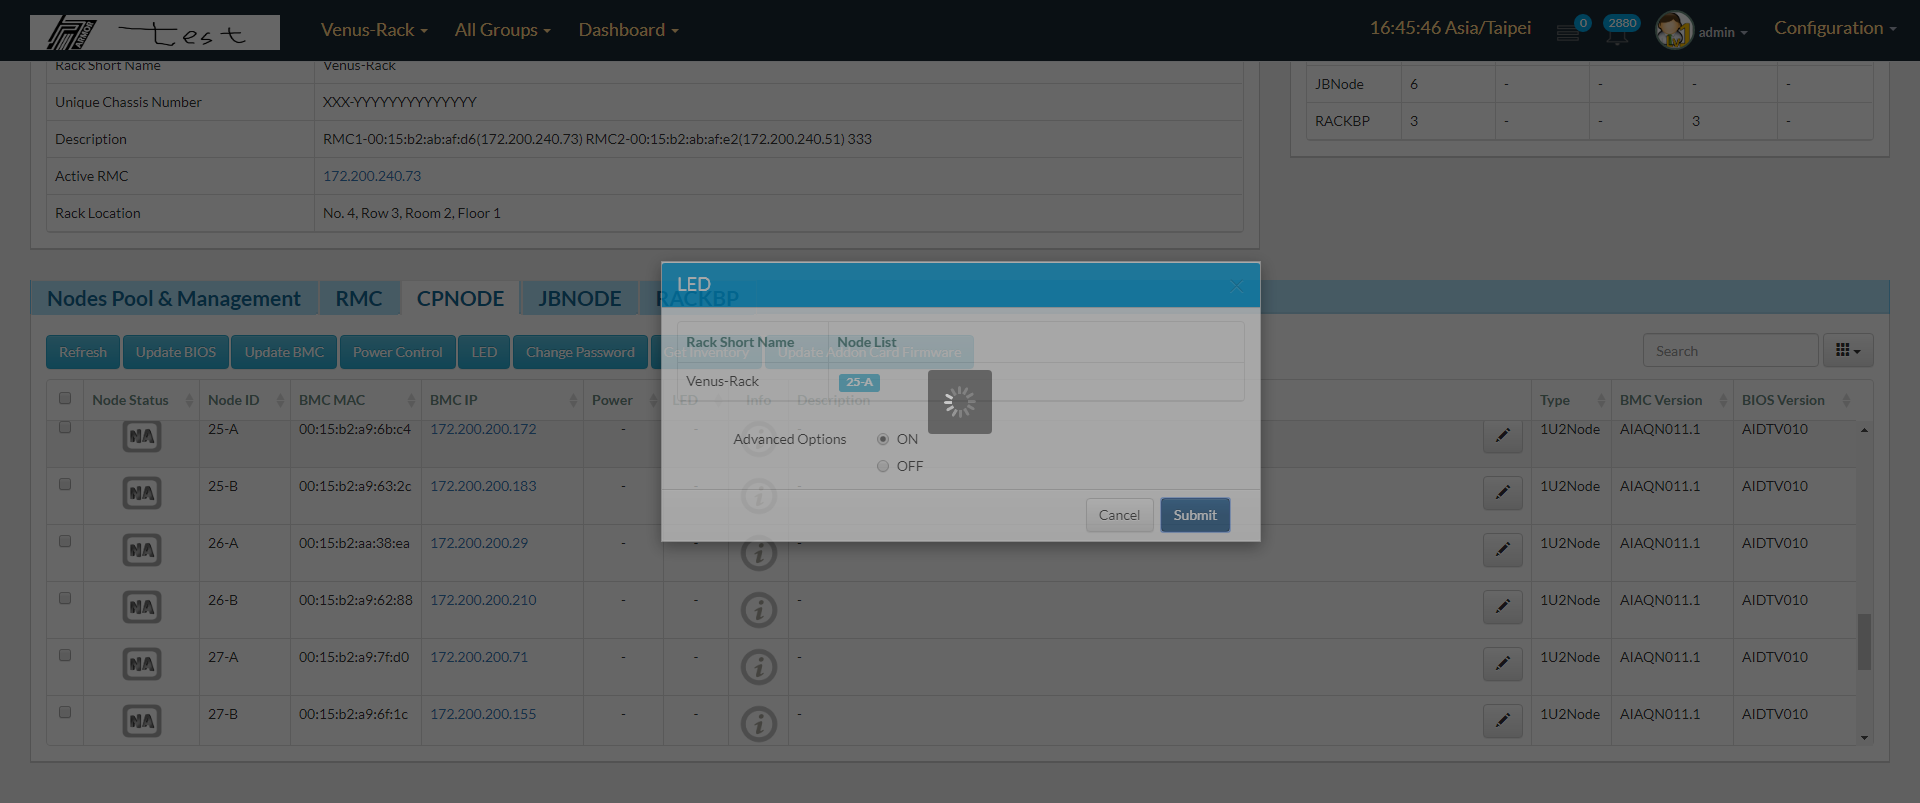 ARMOR test Venus-Rack All Groups Dashboard 16:45:46 Asia/Taipei 0 2880 admin Configuration
Rack Short Name Venus-Rack
Unique Chassis Number XXX-YYYYYYYYYYYYYY
Description RMC1-00:15:b2:ab:af:d6(172.200.240.73) RMC2-00:15:b2:ab:af:e2(172.200.240.51) 333
Active RMC 172.200.240.73
Rack Location No. 4, Row 3, Room 2, Floor 1
JBNode 6 - - - -
RACKBP 3 - - 3 -
Nodes Pool & Management RMC CPNODE JBNODE RACKBP
Refresh Update BIOS Update BMC Power Control LED Change Password Get Inventory Update Addon Card Firmware Search
LED
Rack Short Name Node List
Venus-Rack 25-A
Advanced Options ON
OFF
Cancel Submit
Node Status Node ID BMC MAC BMC IP Power LED Info Description Type BMC Version BIOS Version
NA 25-A 00:15:b2:a9:6b:c4 172.200.200.172 - - - 1U2Node AIAQN011.1 AIDTV010
NA 25-B 00:15:b2:a9:63:2c 172.200.200.183 - - - 1U2Node AIAQN011.1 AIDTV010
NA 26-A 00:15:b2:aa:38:ea 172.200.200.29 - - - 1U2Node AIAQN011.1 AIDTV010
NA 26-B 00:15:b2:a9:62:88 172.200.200.210 - - - 1U2Node AIAQN011.1 AIDTV010
NA 27-A 00:15:b2:a9:7f:d0 172.200.200.71 - - - 1U2Node AIAQN011.1 AIDTV010
NA 27-B 00:15:b2:a9:6f:1c 172.200.200.155 - - - 1U2Node AIAQN011.1 AIDTV010